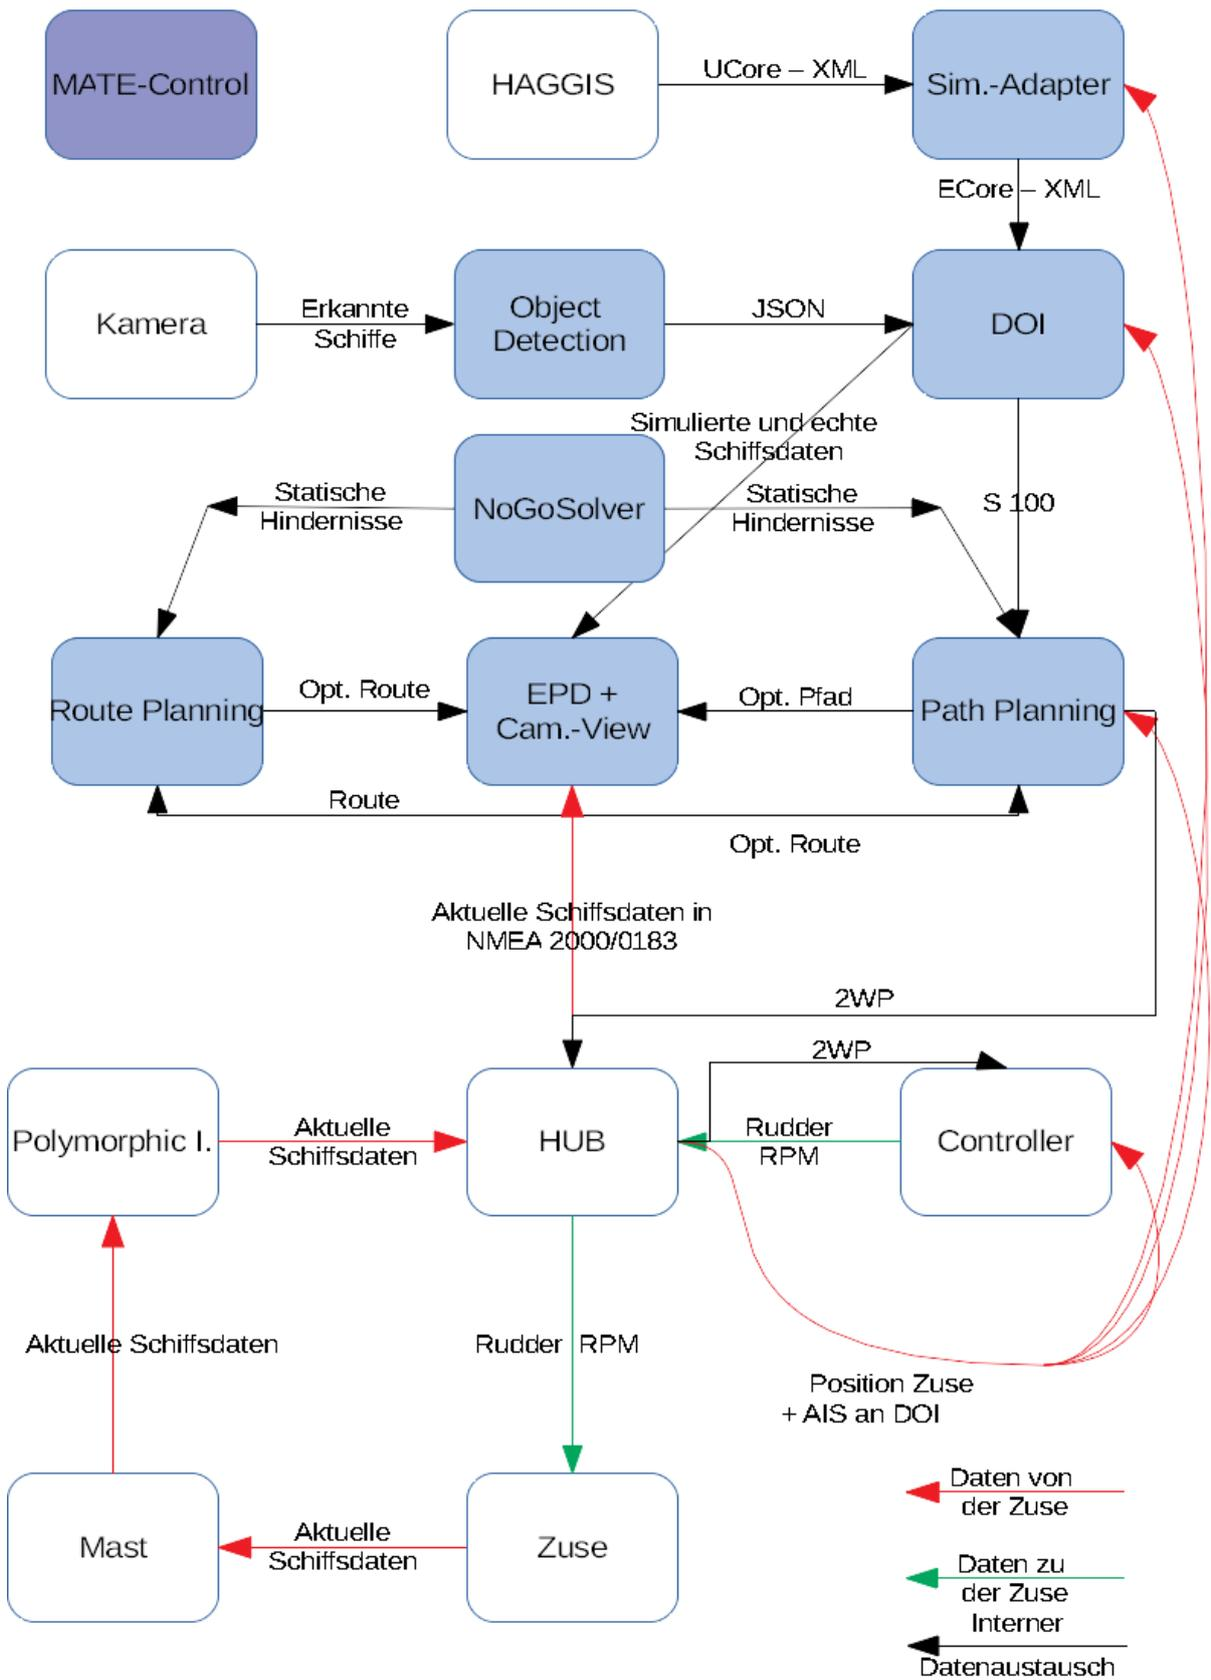 MATE-Control
HAGGIS
UCore – XML
Sim.-Adapter
ECore – XML
Kamera
Erkannte
Schiffe
Object
Detection
JSON
DOI
Simulierte und echte
Schiffsdaten
Statische
Hindernisse
NoGoSolver
Statische
Hindernisse
S 100
Route Planning
Opt. Route
EPD +
Cam.-View
Opt. Pfad
Path Planning
Route
Opt. Route
Aktuelle Schiffsdaten in
NMEA 2000/0183
2WP
2WP
Polymorphic I.
Aktuelle
Schiffsdaten
HUB
Rudder
RPM
Controller
Aktuelle Schiffsdaten
Rudder RPM
Position Zuse
+ AIS an DOI
Mast
Aktuelle
Schiffsdaten
Zuse
Daten von
der Zuse
Daten zu
der Zuse
Interner
Datenaustausch